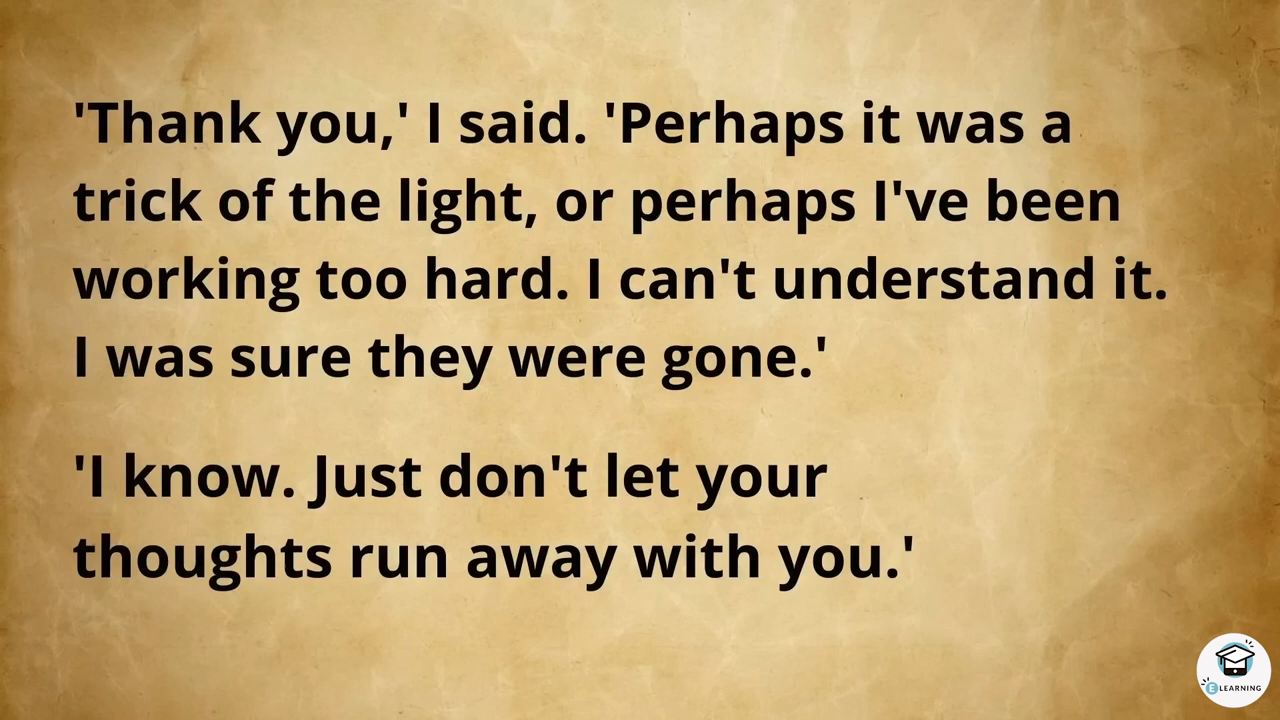 'Thank you,' I said. 'Perhaps it was a
trick of the light, or perhaps I've been
working too hard. I can't understand it.
I was sure they were gone.'
'I know. Just don't let your
thoughts run away with you.'
E LEARNING